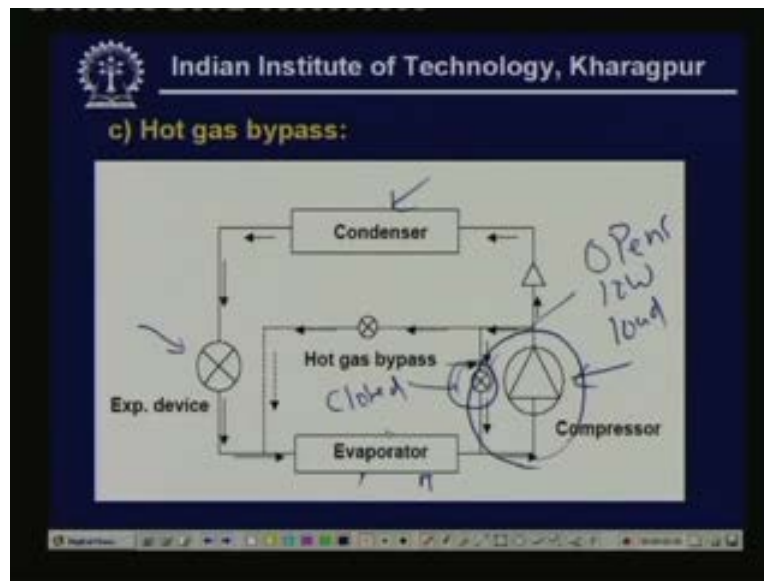 Indian Institute of Technology, Kharagpur
c) Hot gas bypass:
Condenser
Opens
low
load
Hot gas bypass
Closed
Exp. device
Compressor
Evaporator